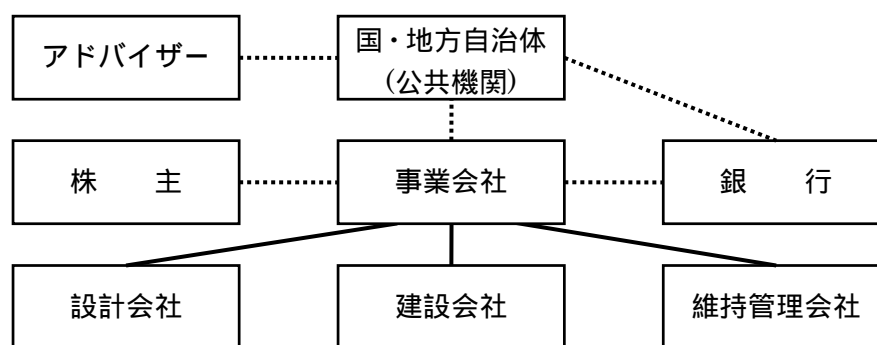 アドバイザー
国・地方自治体
(公共機関)
株　　主
事業会社
銀　　行
設計会社
建設会社
維持管理会社